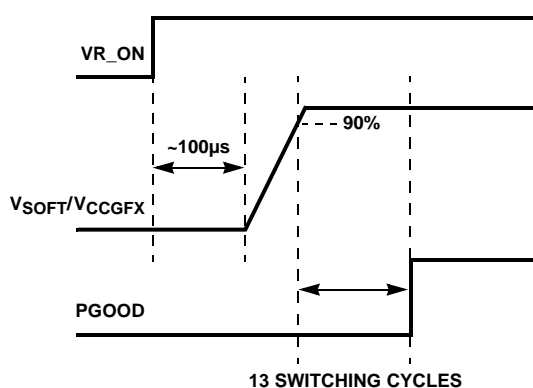 VR_ON
90%
~100µs
VSOFT/VCCGFX
PGOOD
13 SWITCHING CYCLES